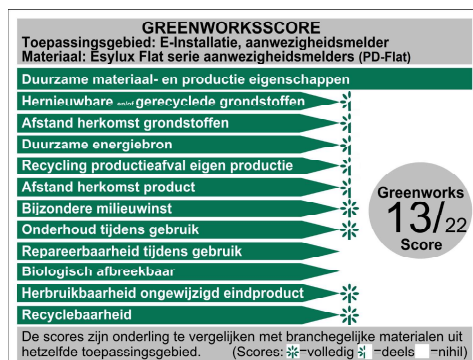 GREENWORKSSCORE
Toepassingsgebied: E-Installatie, aanwezigheidsmelder
Materiaal: Esylux Flat serie aanwezigheidsmelders (PD-Flat)
Duurzame materiaal- en productie eigenschappen
Hernieuwbare en/of gerecyclede grondstoffen
Afstand herkomst grondstoffen
Duurzame energiebron
Recycling productieafval eigen productie
Afstand herkomst product
Bijzondere milieuwinst
Onderhoud tijdens gebruik
Repareerbaarheid tijdens gebruik
Biologisch afbreekbaar
Herbruikbaarheid ongewijzigd eindproduct
Recyclebaarheid
Greenworks
13/22
Score
De scores zijn onderling te vergelijken met branchegelijke materialen uit
hetzelfde toepassingsgebied. (Scores: =volledig =deels =nihil)